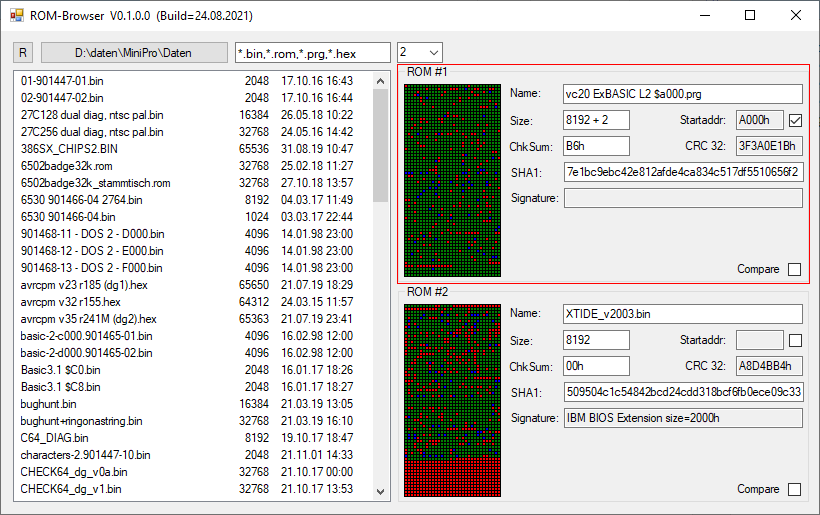 ROM-Browser V0.1.0.0 (Build=24.08.2021)
R D:\daten\MiniPro\Daten *.bin,*.rom,*.prg,*.hex 2
01-901447-01.bin 2048 17.10.16 16:43
02-901447-02.bin 2048 17.10.16 16:44
27C128 dual diag, ntsc pal.bin 16384 26.05.18 10:22
27C256 dual diag, ntsc pal.bin 32768 24.05.16 14:42
386SX_CHIPS2.BIN 65536 31.08.19 10:47
6502badge32k.rom 32768 25.02.18 11:27
6502badge32k_stammtisch.rom 32768 27.10.18 13:57
6530 901466-04 2764.bin 8192 04.03.17 11:49
6530 901466-04.bin 1024 03.03.17 22:44
901468-11 - DOS 2 - D000.bin 4096 14.01.98 23:00
901468-12 - DOS 2 - E000.bin 4096 14.01.98 23:00
901468-13 - DOS 2 - F000.bin 4096 14.01.98 23:00
avrcpm v23 r185 (dg1).hex 65650 21.07.19 18:29
avrcpm v32 r155.hex 64312 24.03.15 11:57
avrcpm v35 r241M (dg2).hex 65363 21.07.19 23:41
basic-2-c000.901465-01.bin 4096 16.02.98 12:00
basic-2-d000.901465-02.bin 4096 16.02.98 12:00
Basic3.1 $C0.bin 2048 16.01.17 18:26
Basic3.1 $C8.bin 2048 16.01.17 18:27
bughunt.bin 16384 21.03.19 13:05
bughunt+ringonastring.bin 32768 21.03.19 16:10
C64_DIAG.bin 8192 19.10.17 18:47
characters-2.901447-10.bin 2048 21.11.01 14:33
CHECK64_dg_v0a.bin 32768 21.10.17 00:00
CHECK64_dg_v1.bin 32768 21.10.17 13:53
ROM #1
Name: vc20 ExBASIC L2 $a000.prg
Size: 8192 + 2 Startaddr: A000h
ChkSum: B6h CRC 32: 3F3A0E1Bh
SHA1: 7e1bc9ebc42e812afde4ca834c517df5510656f2
Signature:
Compare
ROM #2
Name: XTIDE_v2003.bin
Size: 8192 Startaddr:
ChkSum: 00h CRC 32: A8D4BB4h
SHA1: 509504c1c54842bcd24cdd318bcf6fb0ece09c33
Signature: IBM BIOS Extension size=2000h
Compare